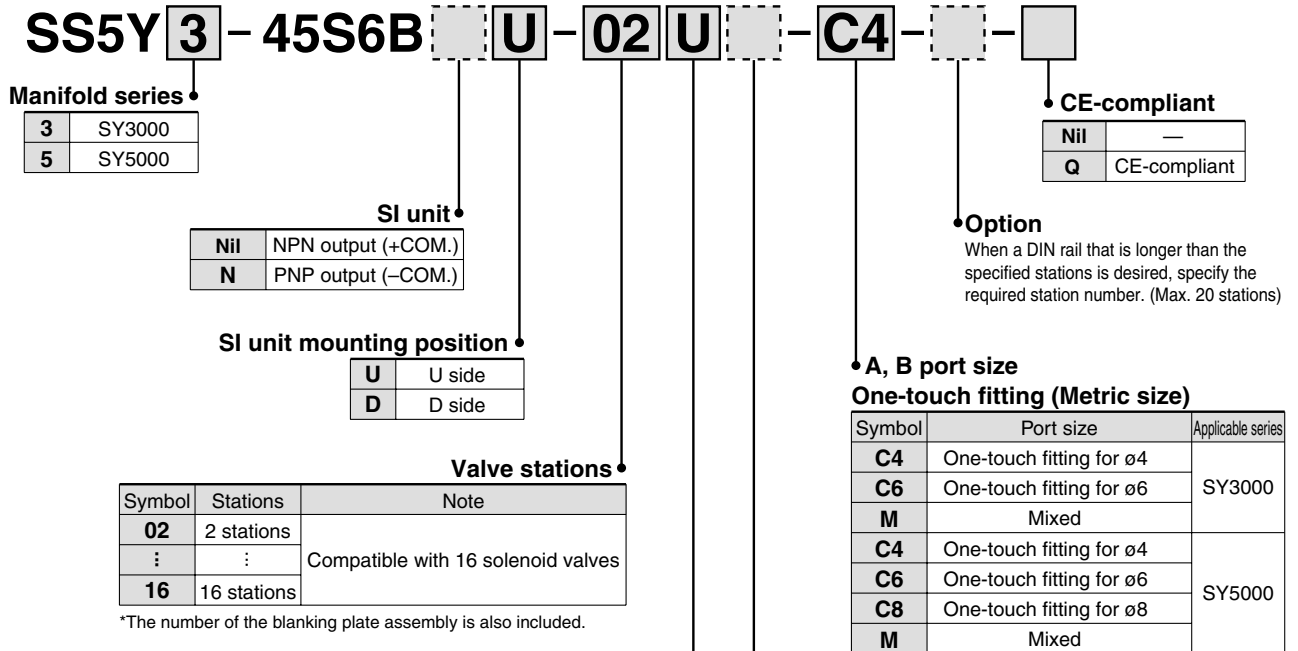 SS5Y 3 – 45S6B U – 02 U – C4 – –
Manifold series
3 SY3000
5 SY5000
CE-compliant
Nil —
Q CE-compliant
SI unit
Nil NPN output (+COM.)
N PNP output (–COM.)
Option
When a DIN rail that is longer than the
specified stations is desired, specify the
required station number. (Max. 20 stations)
SI unit mounting position
U U side
D D side
A, B port size
One-touch fitting (Metric size)
Symbol Port size Applicable series
C4 One-touch fitting for ø4
C6 One-touch fitting for ø6 SY3000
M Mixed
C4 One-touch fitting for ø4
C6 One-touch fitting for ø6
C8 One-touch fitting for ø8 SY5000
M Mixed
Valve stations
Symbol Stations Note
02 2 stations
⋮ ⋮ Compatible with 16 solenoid valves
16 16 stations
*The number of the blanking plate assembly is also included.